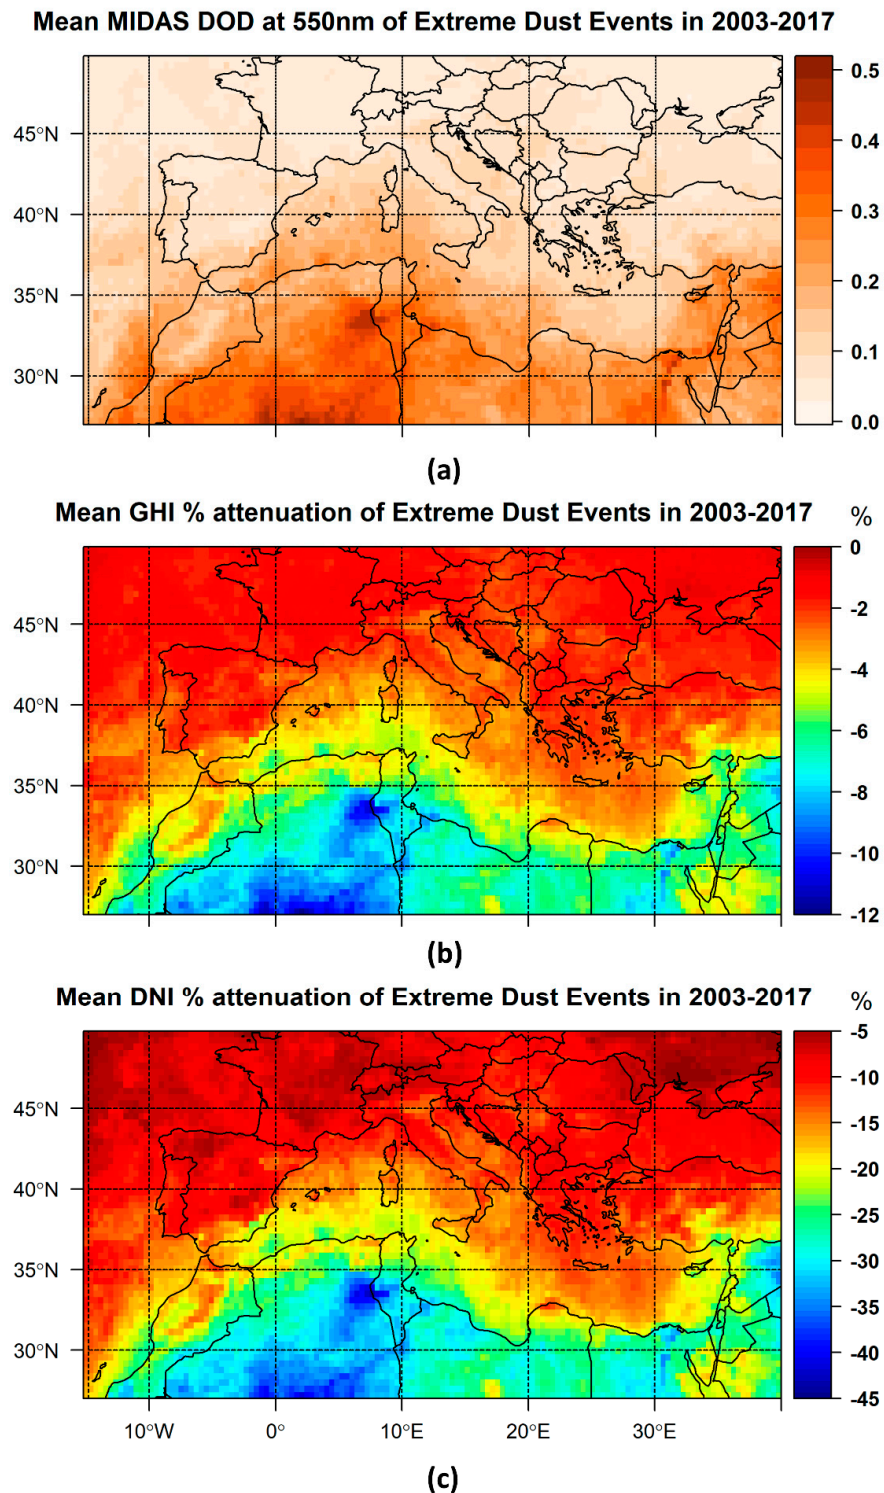 Mean MIDAS DOD at 550nm of Extreme Dust Events in 2003-2017
0.5
45°N
0.4
40°N
0.3
35°N
0.2
30°N
0.1
0.0
(a)
Mean GHI % attenuation of Extreme Dust Events in 2003-2017
%
0
45°N
-2
40°N
-4
35°N
-6
30°N
-8
-10
-12
(b)
Mean DNI % attenuation of Extreme Dust Events in 2003-2017
%
-5
45°N
-10
-15
40°N
-20
35°N
-25
30°N
-30
-35
-40
-45
10°W 0° 10°E 20°E 30°E
(c)